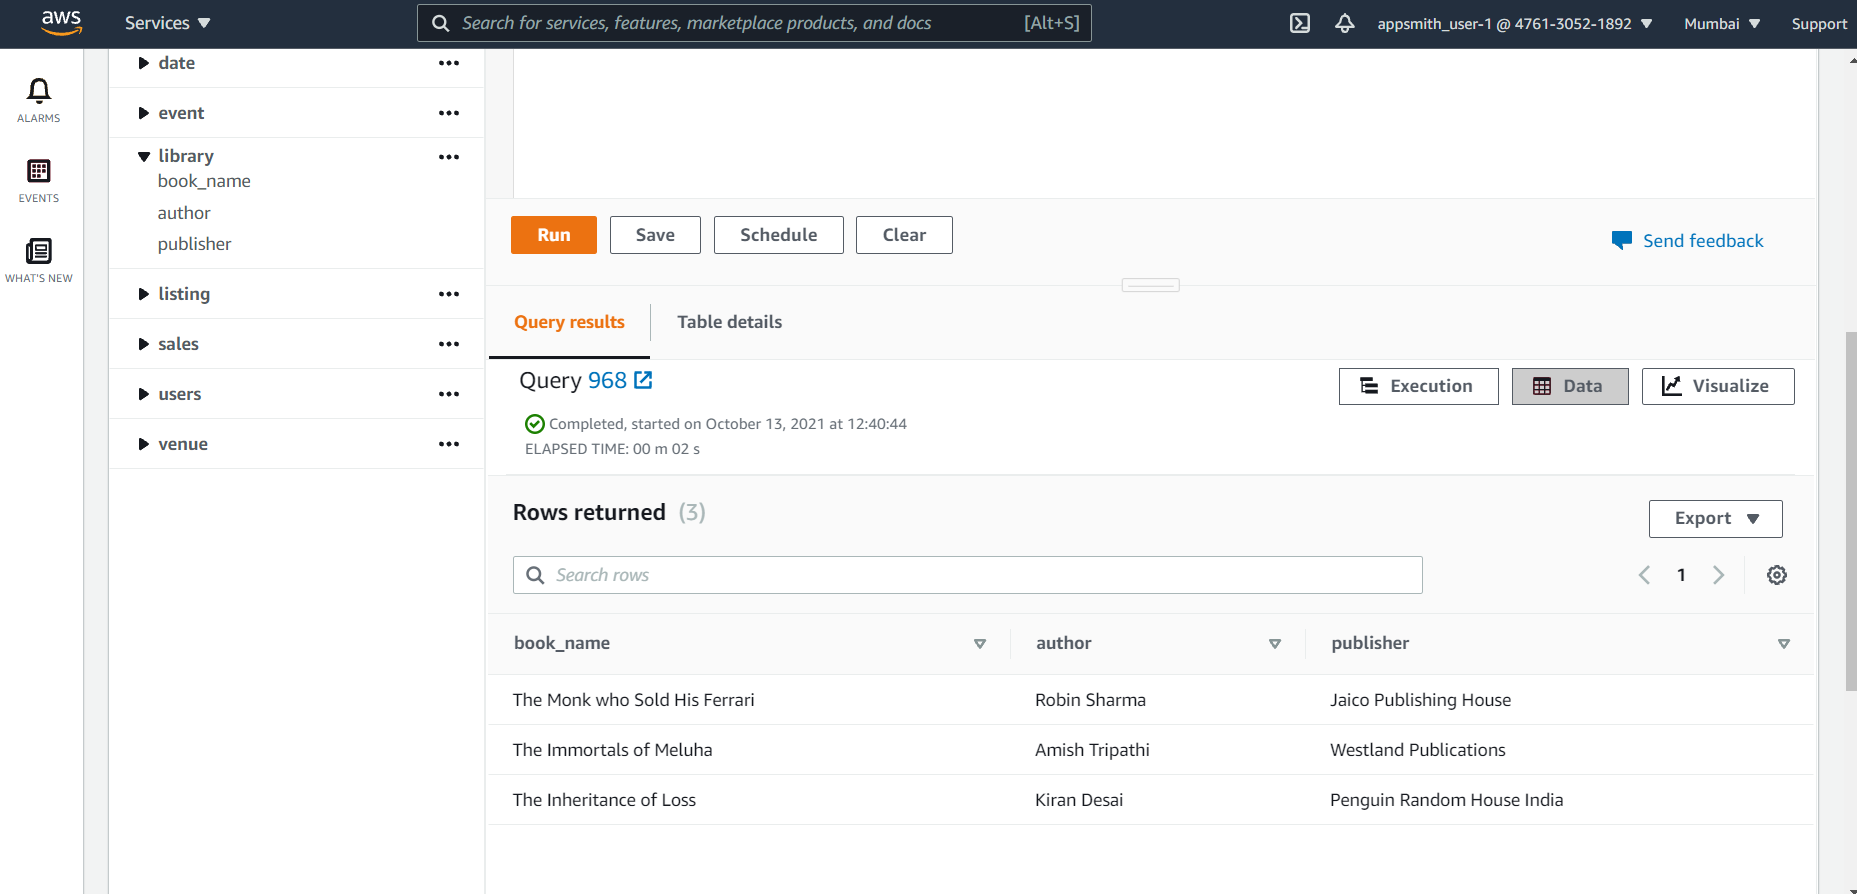 aws
Services
Search for services, features, marketplace products, and docs
[Alt+S]
appsmith_user-1 @ 4761-3052-1892
Mumbai
Support
ALARMS
EVENTS
WHAT'S NEW
date
event
library
book_name
author
publisher
listing
sales
users
venue
Run
Save
Schedule
Clear
Send feedback
Query results
Table details
Query 968
Completed, started on October 13, 2021 at 12:40:44
ELAPSED TIME: 00 m 02 s
Execution
Data
Visualize
Rows returned (3)
Export
Search rows
1
book_name author publisher
The Monk who Sold His Ferrari Robin Sharma Jaico Publishing House
The Immortals of Meluha Amish Tripathi Westland Publications
The Inheritance of Loss Kiran Desai Penguin Random House India